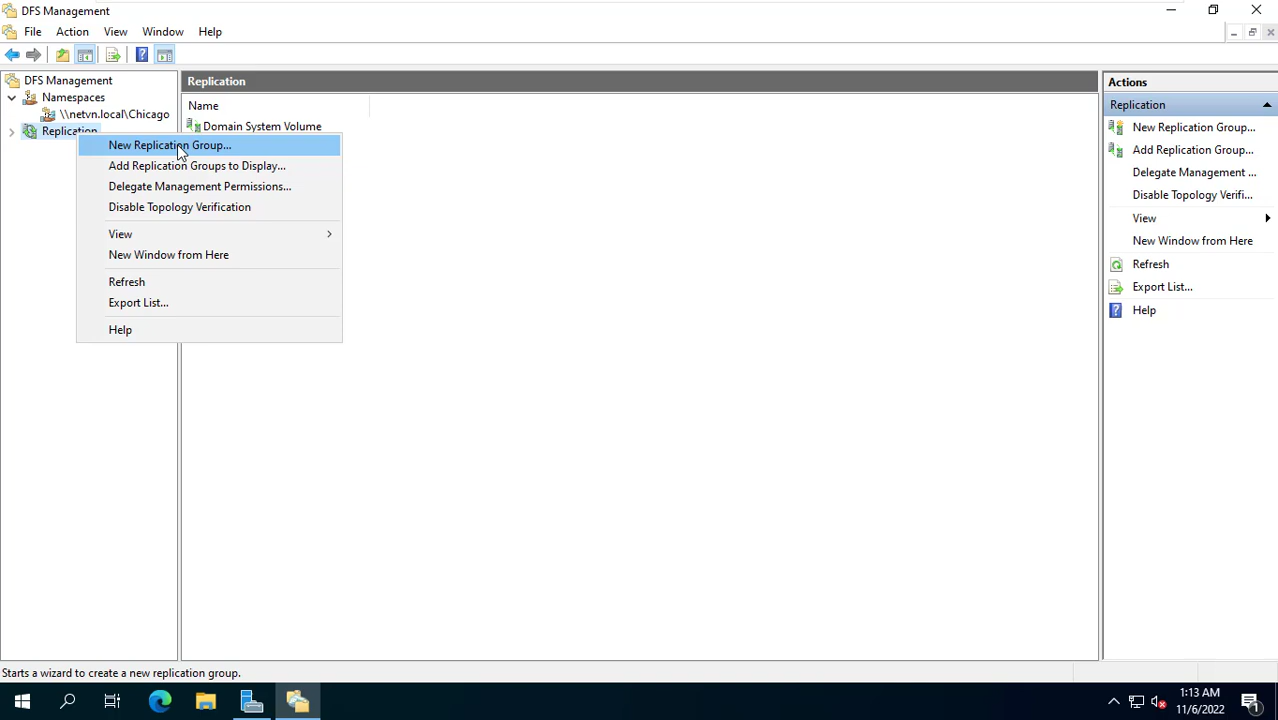 DFS Management
File Action View Window Help
DFS Management
Namespaces
\\netvn.local\Chicago
Replication
Replication
Name
Domain System Volume
New Replication Group...
Add Replication Groups to Display...
Delegate Management Permissions...
Disable Topology Verification
View
New Window from Here
Refresh
Export List...
Help
Actions
Replication
New Replication Group...
Add Replication Group...
Delegate Management ...
Disable Topology Verifi...
View
New Window from Here
Refresh
Export List...
Help
Starts a wizard to create a new replication group.
1:13 AM
11/6/2022
1